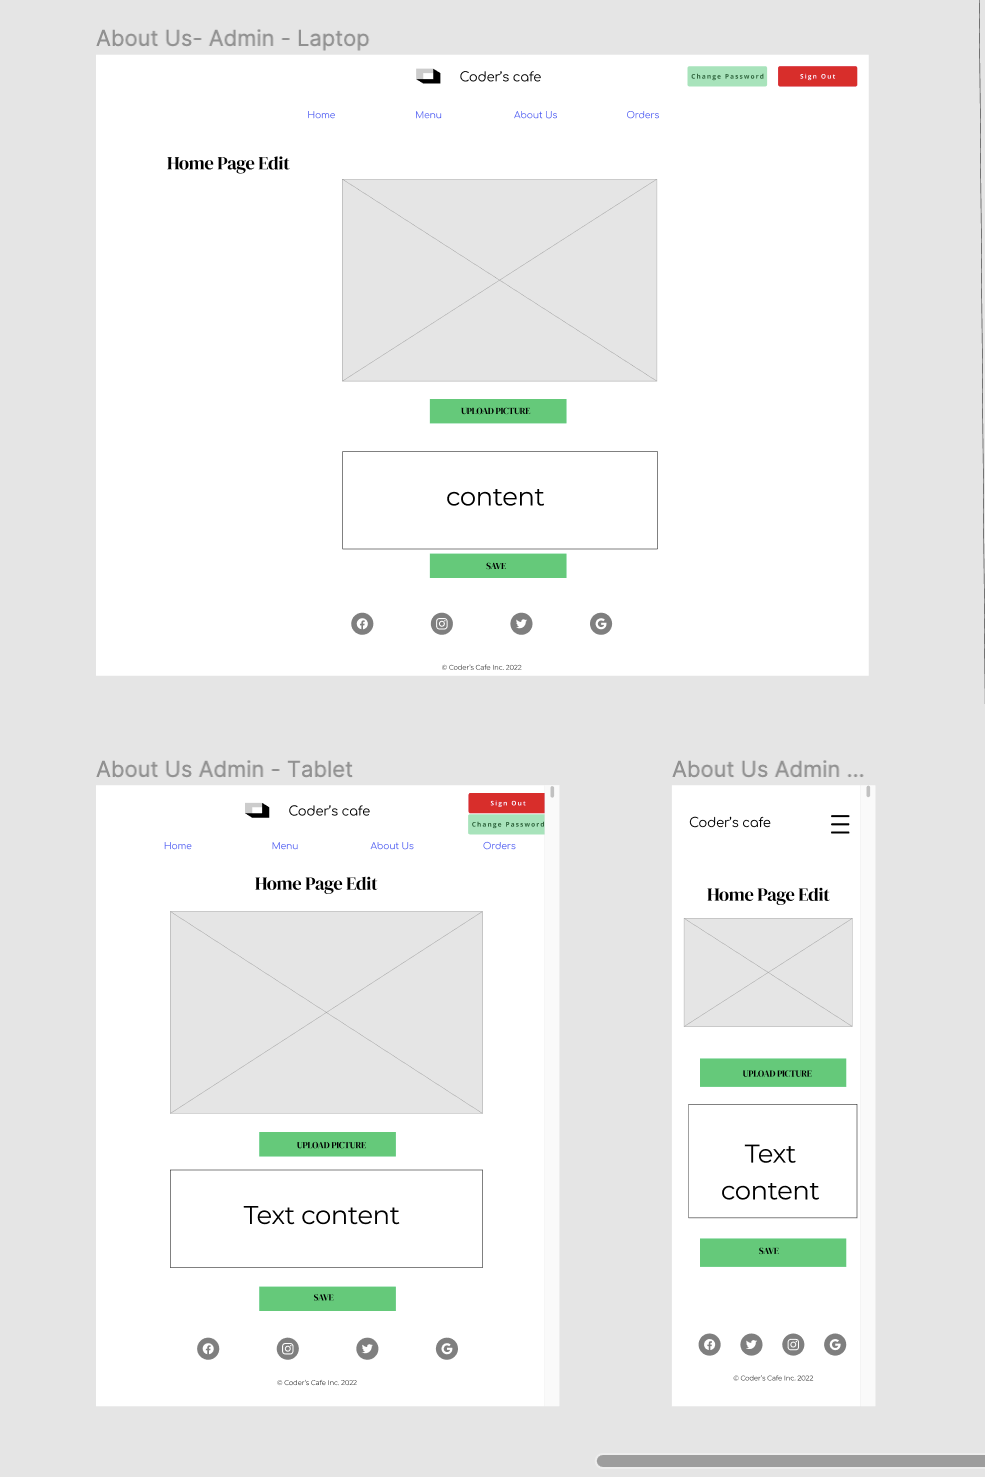 About Us- Admin - Laptop
Coder's cafe
Change Password
Sign Out
Home
Menu
About Us
Orders
Home Page Edit
UPLOAD PICTURE
content
SAVE
© Coder's Cafe Inc. 2022
About Us Admin - Tablet
Coder's cafe
Sign Out
Change Password
Home
Menu
About Us
Orders
Home Page Edit
UPLOAD PICTURE
Text content
SAVE
© Coder's Cafe Inc. 2022
About Us Admin ...
Coder's cafe
Home Page Edit
UPLOAD PICTURE
Text
content
SAVE
© Coder's Cafe Inc. 2022